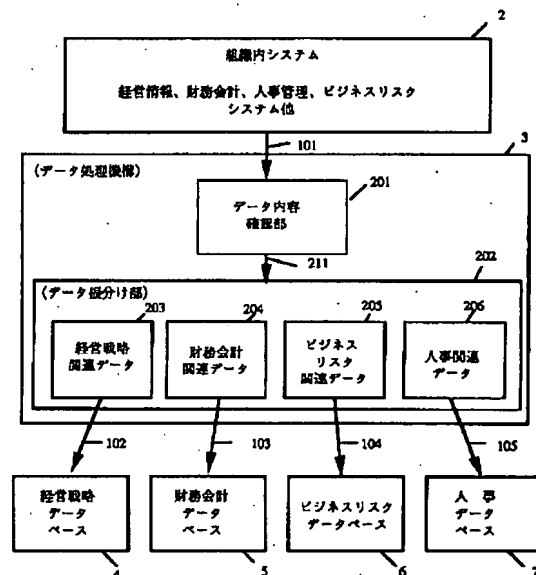 2
組織内システム
経営情報、財務会計、人事管理、ビジネスリスク
システム他
101
3
(データ処理機構)
201
データ内容
確認部
211
202
(データ振分け部)
203
204
205
206
経営戦略
関連データ
財務会計
関連データ
ビジネス
リスク
関連データ
人事関連
データ
102
103
104
105
経営戦略
データ
ベース
財務会計
データ
ベース
ビジネスリスク
データベース
人 事
データ
ベース
4
5
6
7